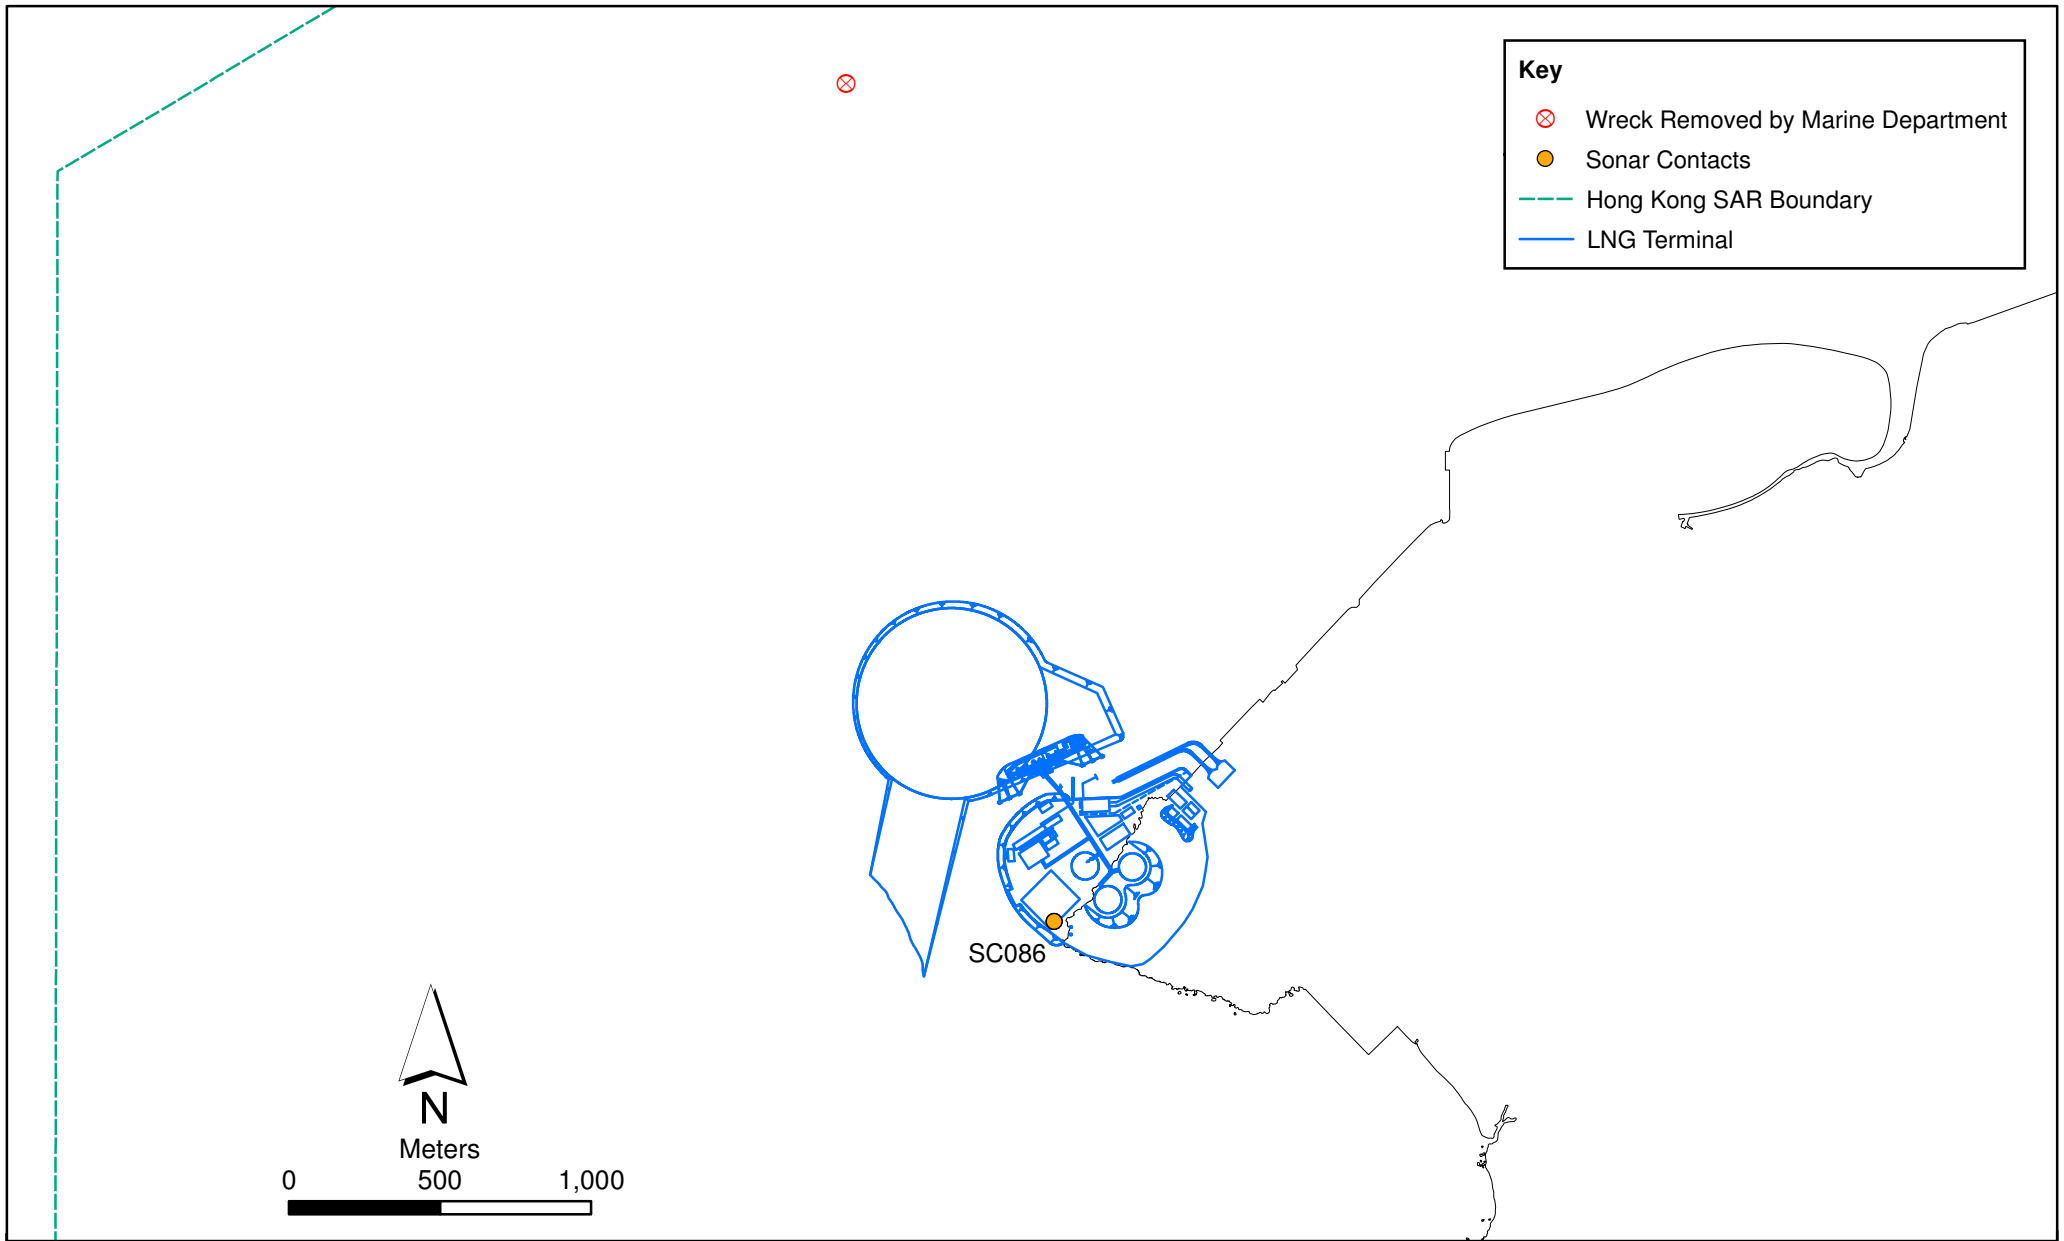 Key
Wreck Removed by Marine Department
Sonar Contacts
Hong Kong SAR Boundary
LNG Terminal
SC086
N
Meters
0 500 1,000